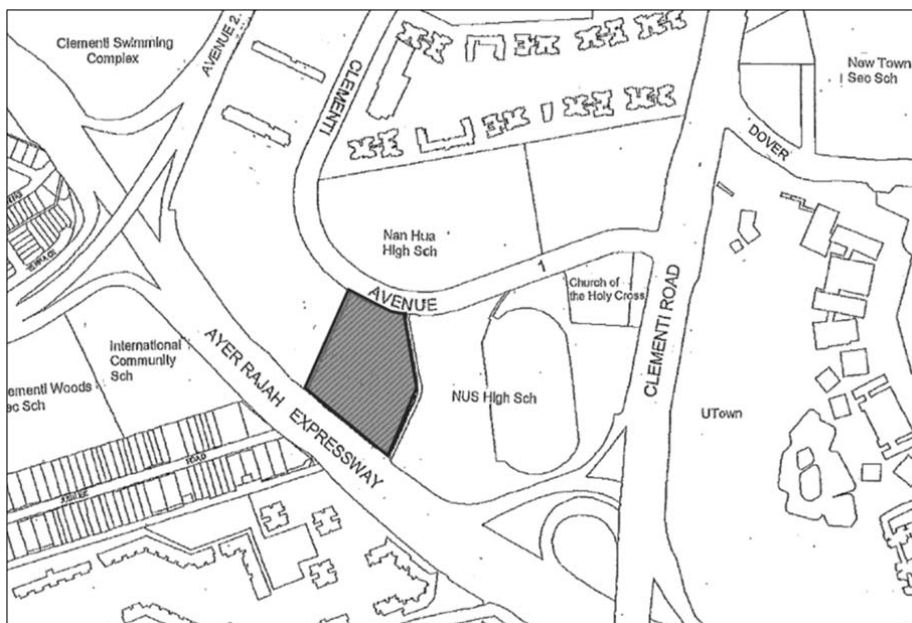 Clementi Swimming
Complex
AVENUE 2
CLEMENTI
New Town
Sec Sch
DOVER
Nan Hua
High Sch
AVENUE
1
Church of
the Holy Cross
CLEMENTI ROAD
International
Community
Sch
AYER RAJAH EXPRESSWAY
lementi Woods
ec Sch
NUS High Sch
UTown
ROAD